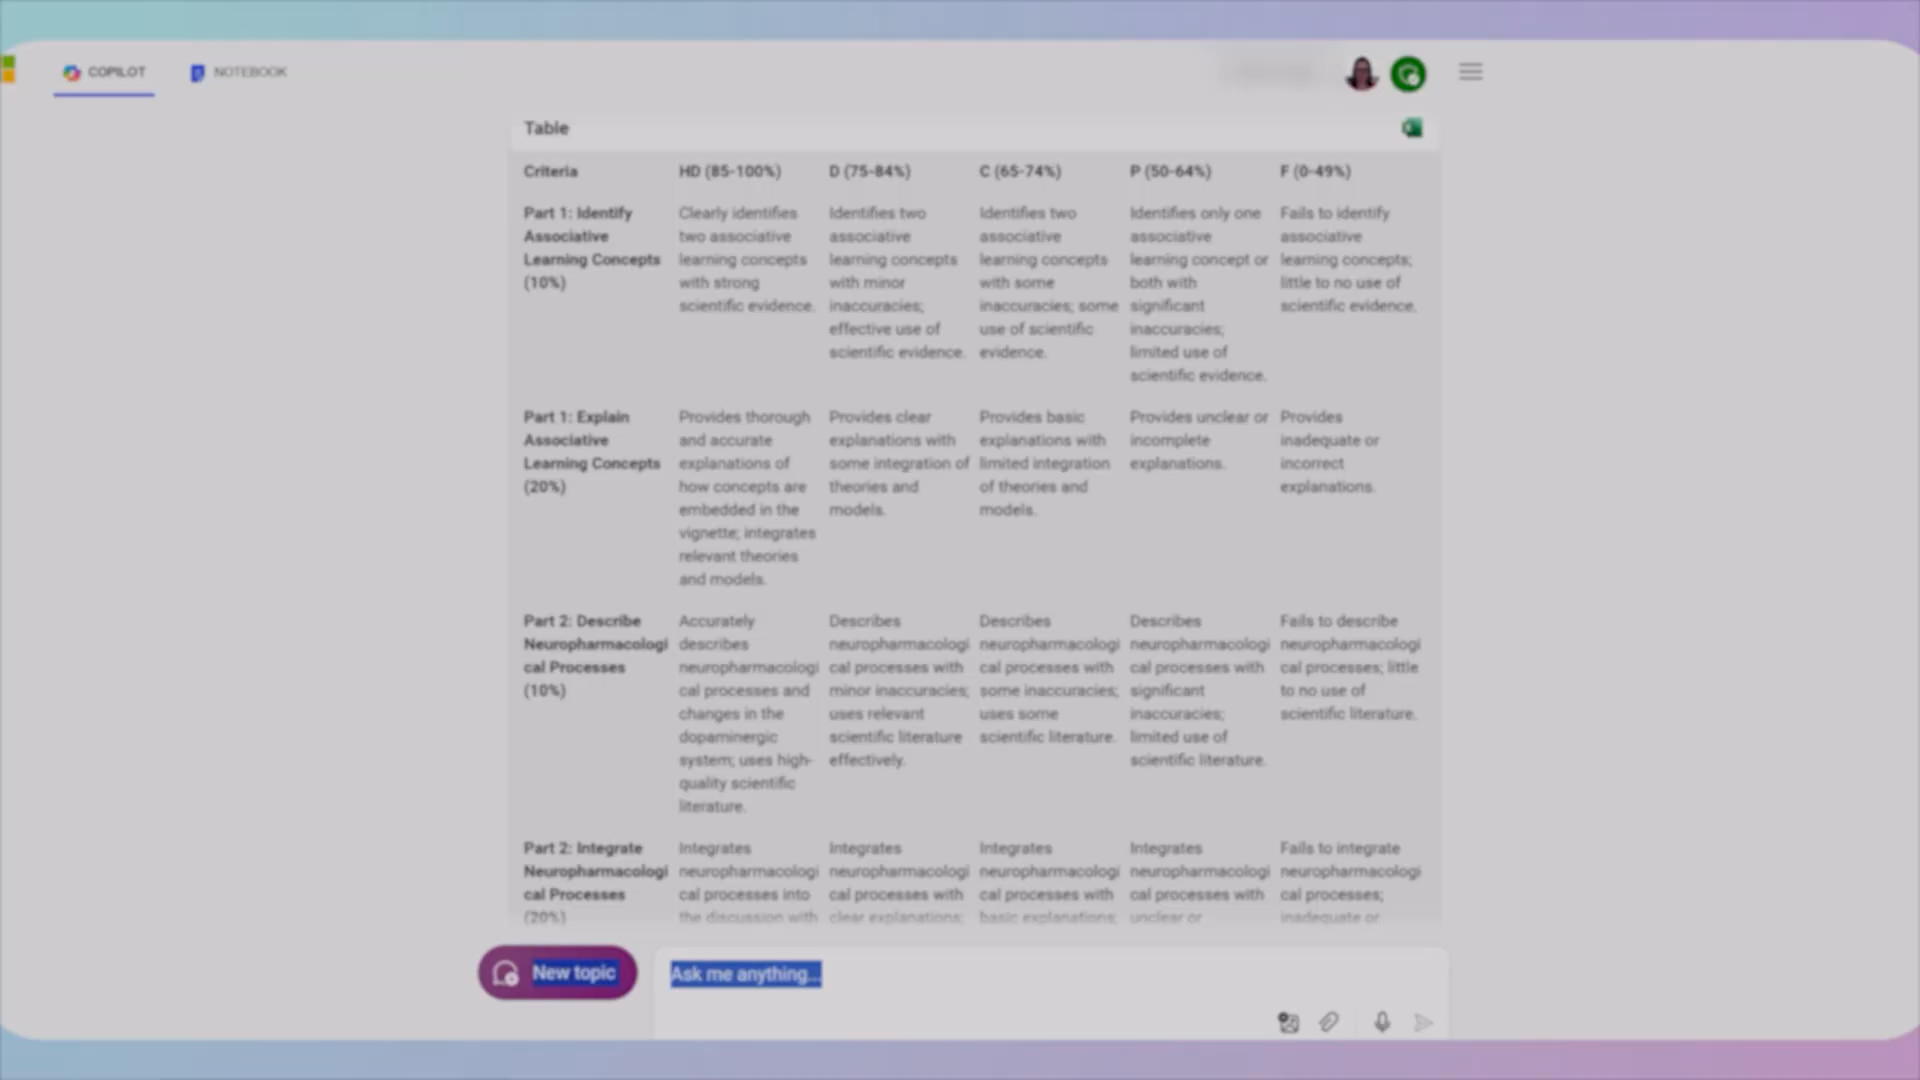 COPILOT
NOTEBOOK
Table
Criteria HD (85-100%) D (75-84%) C (65-74%) P (50-64%) F (0-49%)
Part 1: Identify
Associative
Learning Concepts
(10%)
Clearly identifies
two associative
learning concepts
with strong
scientific evidence.
Identifies two
associative
learning concepts
with minor
inaccuracies;
effective use of
scientific evidence.
Identifies two
associative
learning concepts
with some
inaccuracies; some
use of scientific
evidence.
Identifies only one
associative
learning concept or
both with
significant
inaccuracies;
limited use of
scientific evidence.
Fails to identify
associative
learning concepts;
little to no use of
scientific evidence.
Part 1: Explain
Associative
Learning Concepts
(20%)
Provides thorough
and accurate
explanations of
how concepts are
embedded in the
vignette; integrates
relevant theories
and models.
Provides clear
explanations with
some integration of
theories and
models.
Provides basic
explanations with
limited integration
of theories and
models.
Provides unclear or
incomplete
explanations.
Provides
inadequate or
incorrect
explanations.
Part 2: Describe
Neuropharmacologi
cal Processes
(10%)
Accurately
describes
neuropharmacologi
cal processes and
changes in the
dopaminergic
system; uses high-
quality scientific
literature.
Describes
neuropharmacologi
cal processes with
minor inaccuracies;
uses relevant
scientific literature
effectively.
Describes
neuropharmacologi
cal processes with
some inaccuracies;
uses some
scientific literature.
Describes
neuropharmacologi
cal processes with
significant
inaccuracies;
limited use of
scientific literature.
Fails to describe
neuropharmacologi
cal processes; little
to no use of
scientific literature.
Part 2: Integrate
Neuropharmacologi
cal Processes
(20%)
Integrates
neuropharmacologi
cal processes into
the discussion with
Integrates
neuropharmacologi
cal processes with
clear explanations;
Integrates
neuropharmacologi
cal processes with
basic explanations;
Integrates
neuropharmacologi
cal processes with
unclear or
Fails to integrate
neuropharmacologi
cal processes;
inadequate or
New topic
Ask me anything...